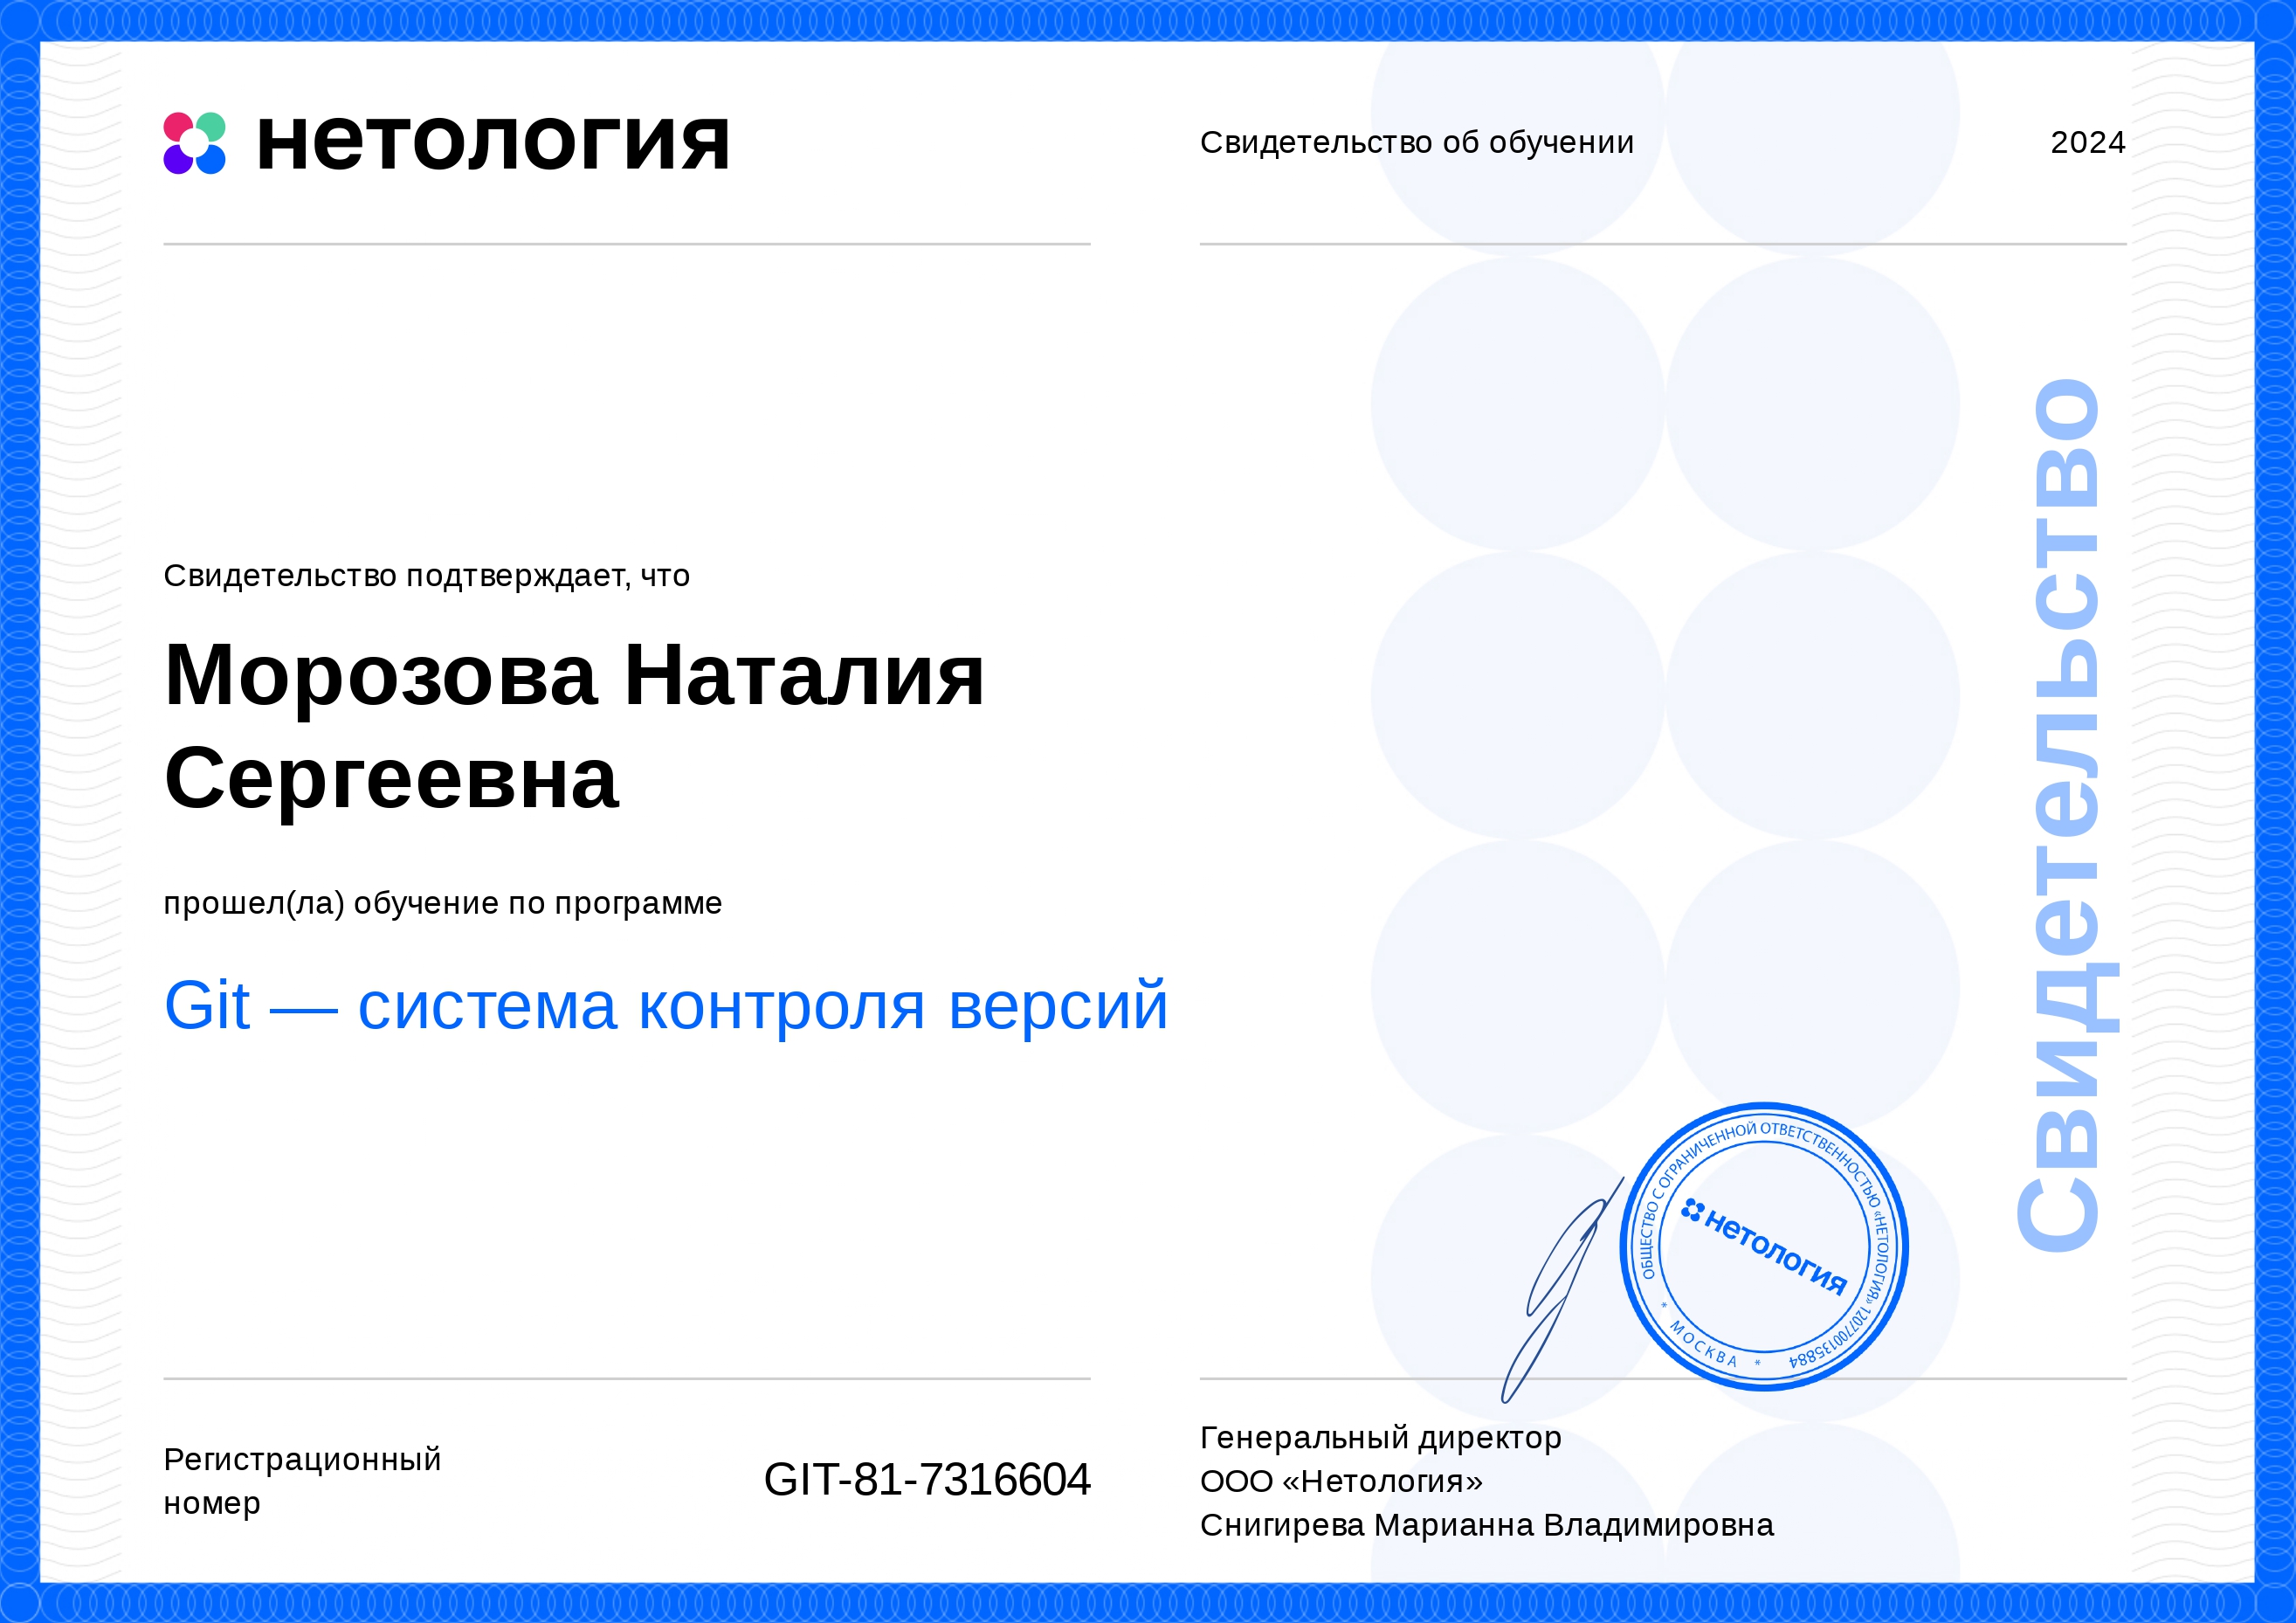 нетология
Свидетельство об обучении
2024
Свидетельство подтверждает, что
Морозова Наталия
Сергеевна
прошел(ла) обучение по программе
Git — система контроля версий
Свидетельство
ОБЩЕСТВО С ОГРАНИЧЕННОЙ ОТВЕТСТВЕННОСТЬЮ «НЕТОЛОГИЯ» 1207700135884
* МОСКВА *
нетология
Регистрационный
номер
GIT-81-7316604
Генеральный директор
ООО «Нетология»
Снигирева Марианна Владимировна